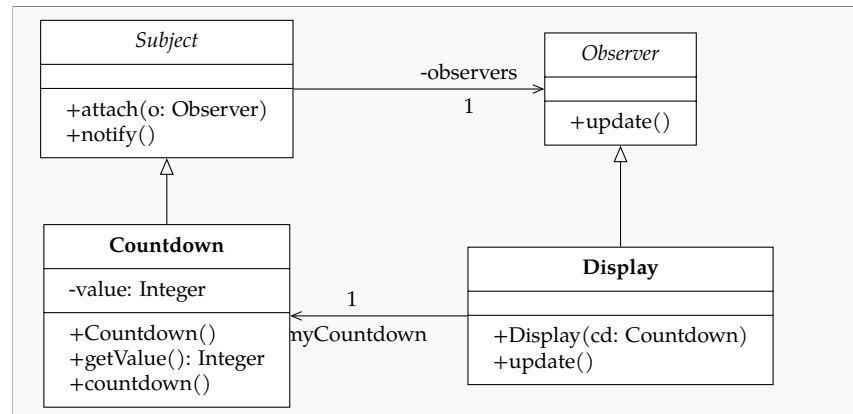 Subject
+attach(o: Observer)
+notify()
-observers
1
Observer
+update()
Countdown
-value: Integer
+Countdown()
+getValue(): Integer
+countdown()
1
myCountdown
Display
+Display(cd: Countdown)
+update()